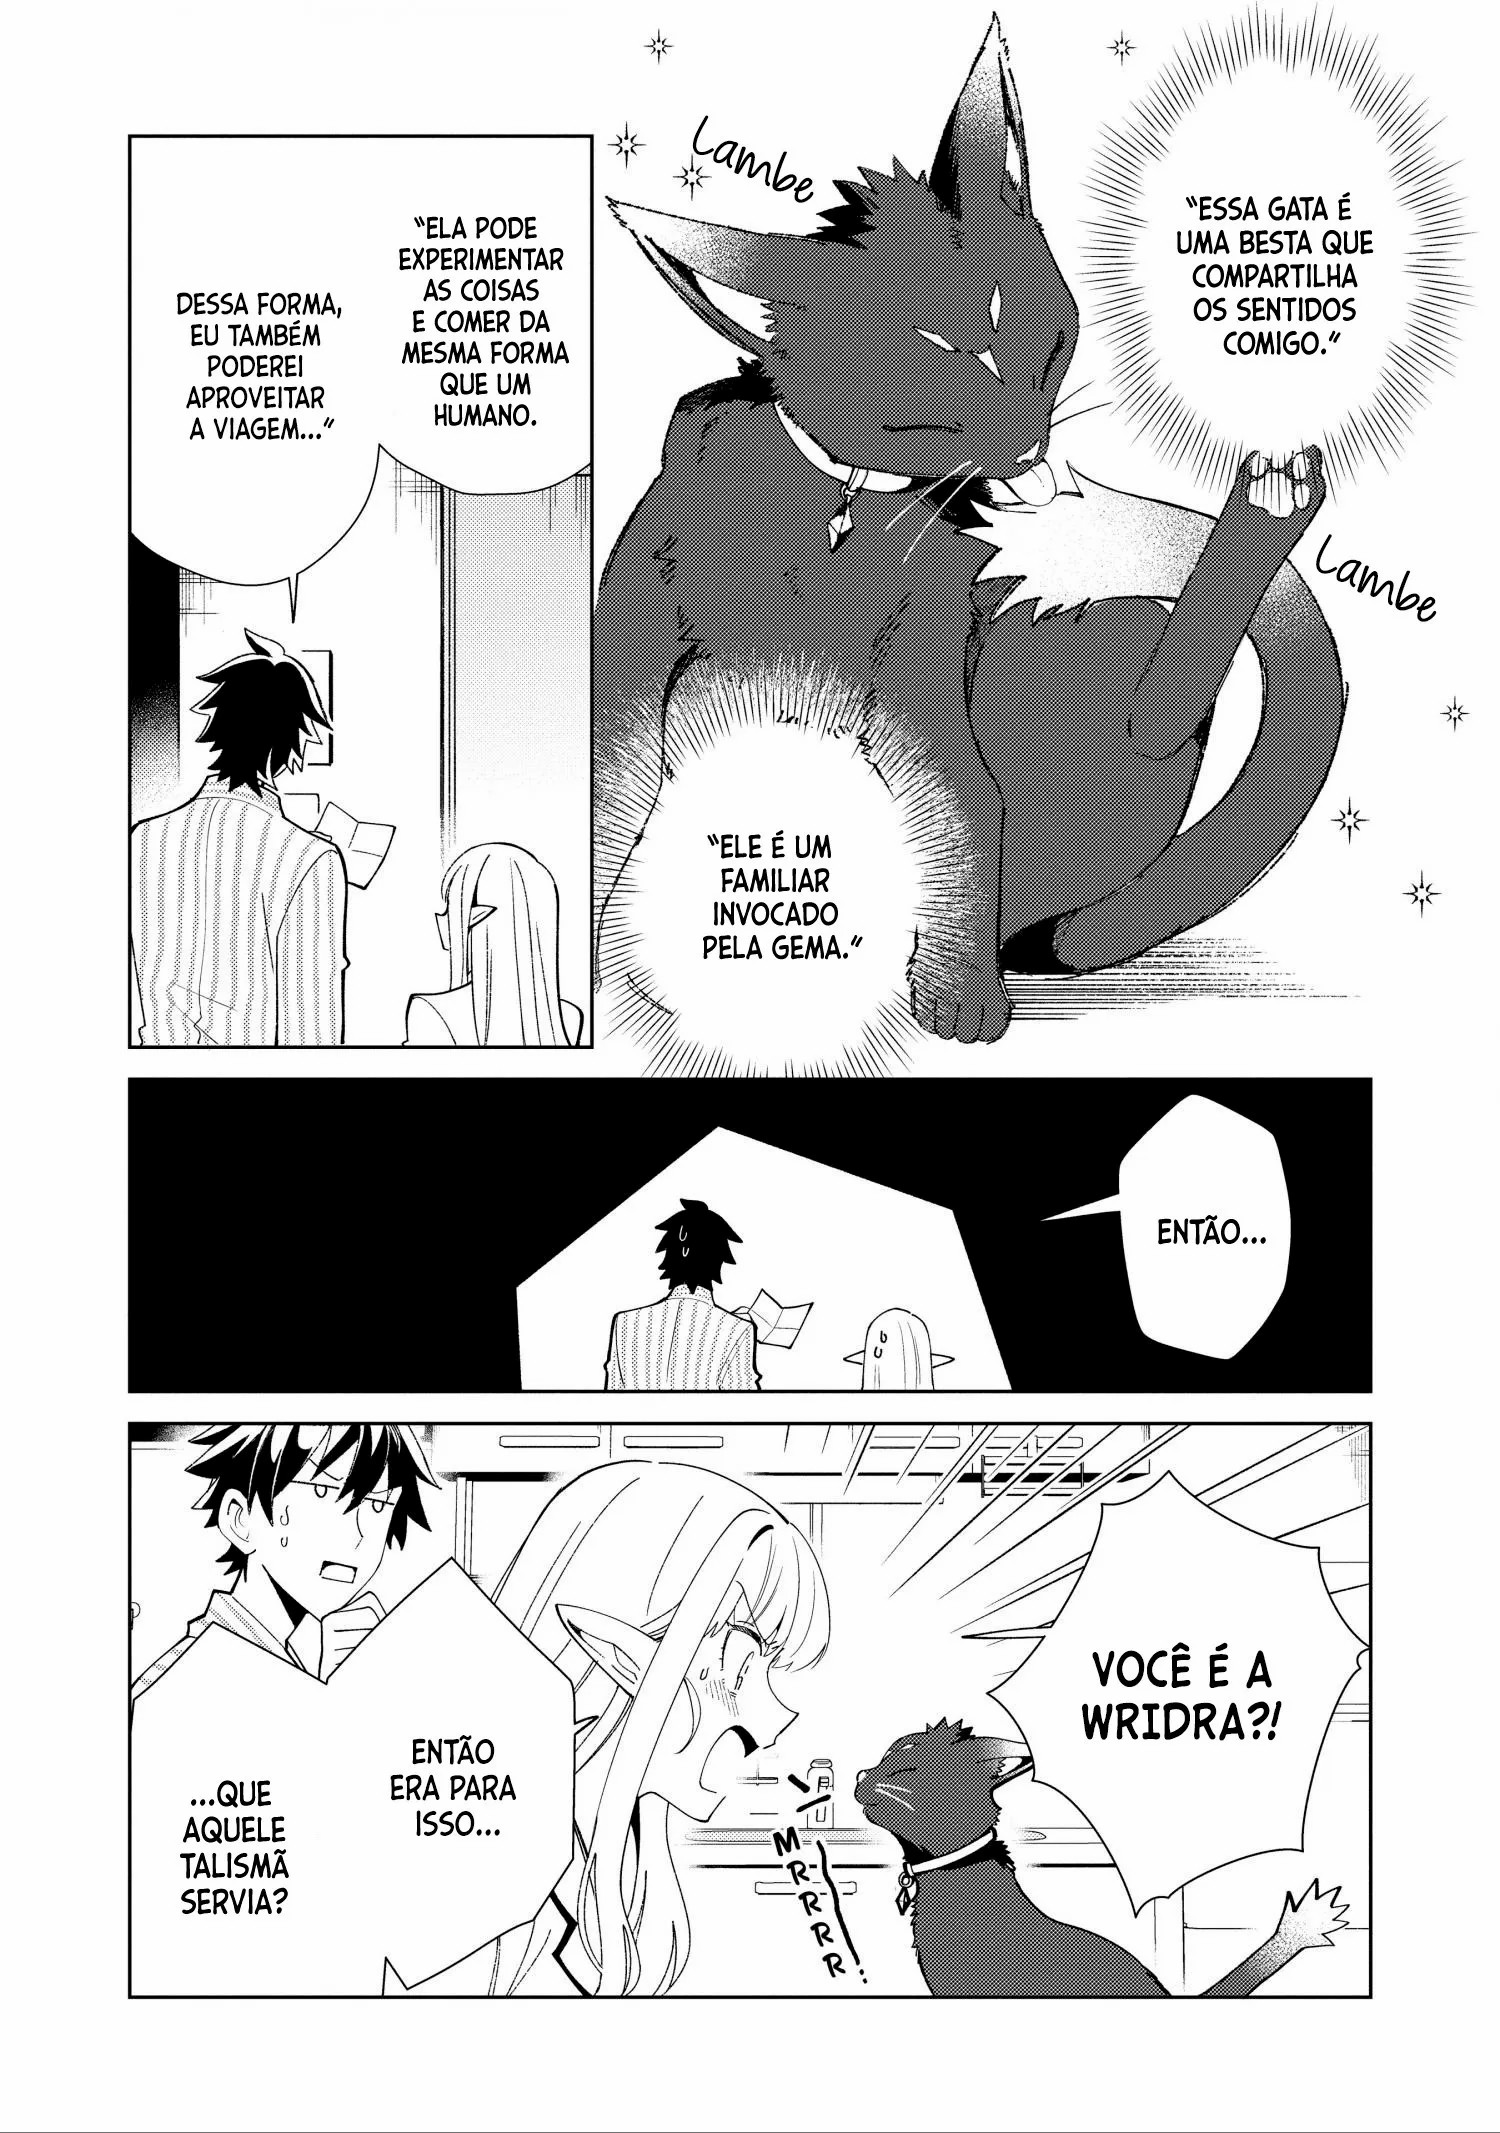 "ESSA GATA É
UMA BESTA QUE
COMPARTILHA
OS SENTIDOS
COMIGO."
Lambe
Lambe
"ELE É UM
FAMILIAR
INVOCADO
PELA GEMA."
"ELA PODE
EXPERIMENTAR
AS COISAS
E COMER DA
MESMA FORMA
QUE UM
HUMANO.
DESSA FORMA,
EU TAMBÉM
PODEREI
APROVEITAR
A VIAGEM..."
ENTÃO...
VOCÊ É A
WRIDRA?!
MRRRRR
ENTÃO
ERA PARA
ISSO...
...QUE
AQUELE
TALISMÃ
SERVIA?